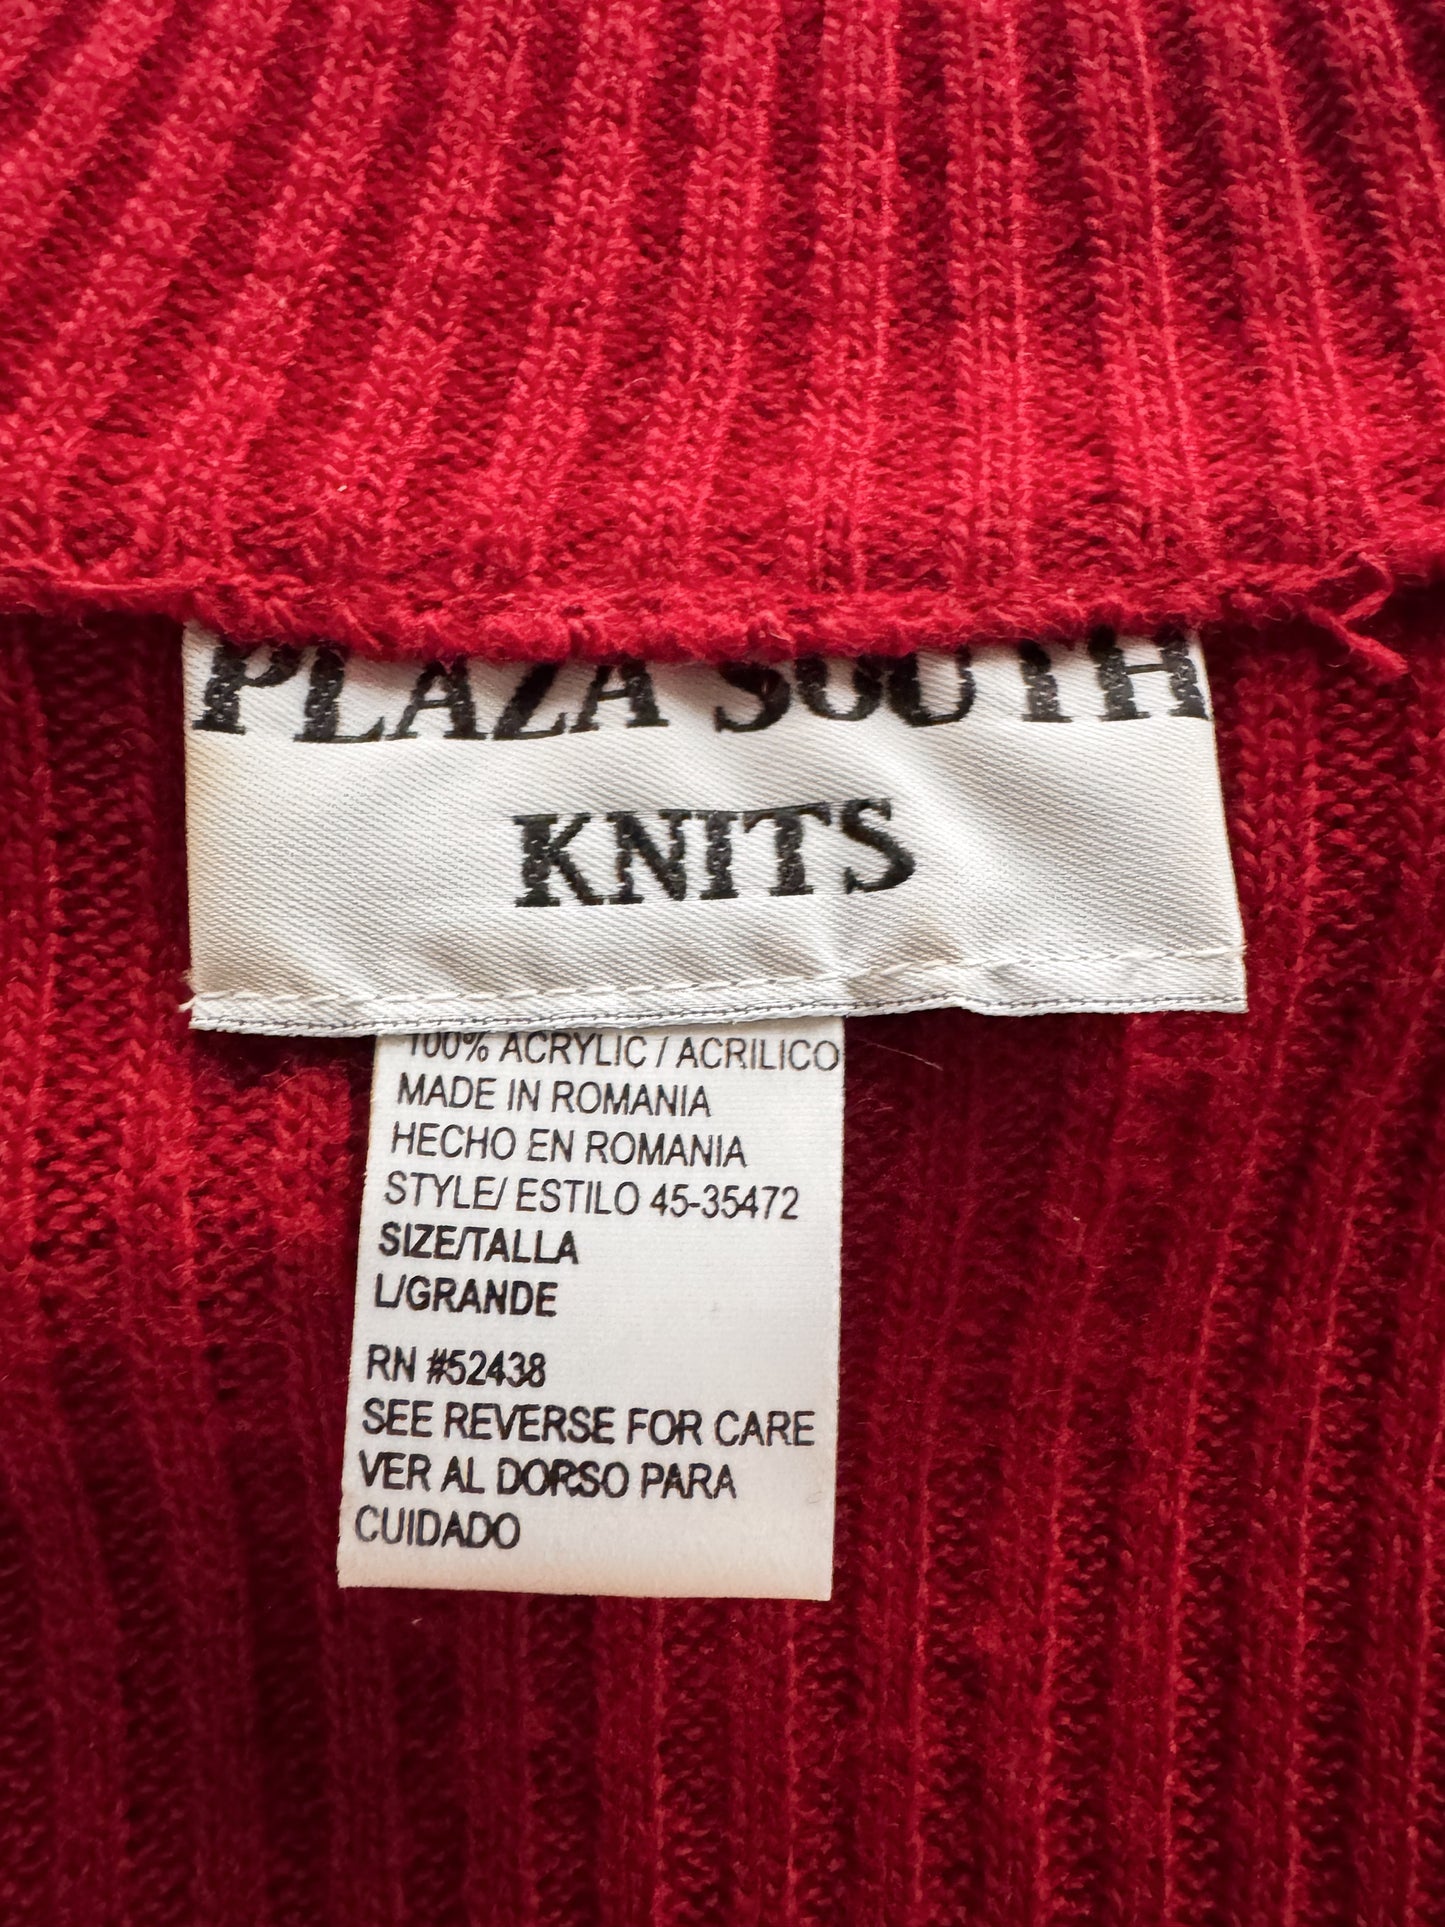 PLAZA SOUTH
KNITS
100% ACRYLIC / ACRILICO
MADE IN ROMANIA
HECHO EN ROMANIA
STYLE/ ESTILO 45-35472
SIZE/TALLA
L/GRANDE
RN #52438
SEE REVERSE FOR CARE
VER AL DORSO PARA
CUIDADO